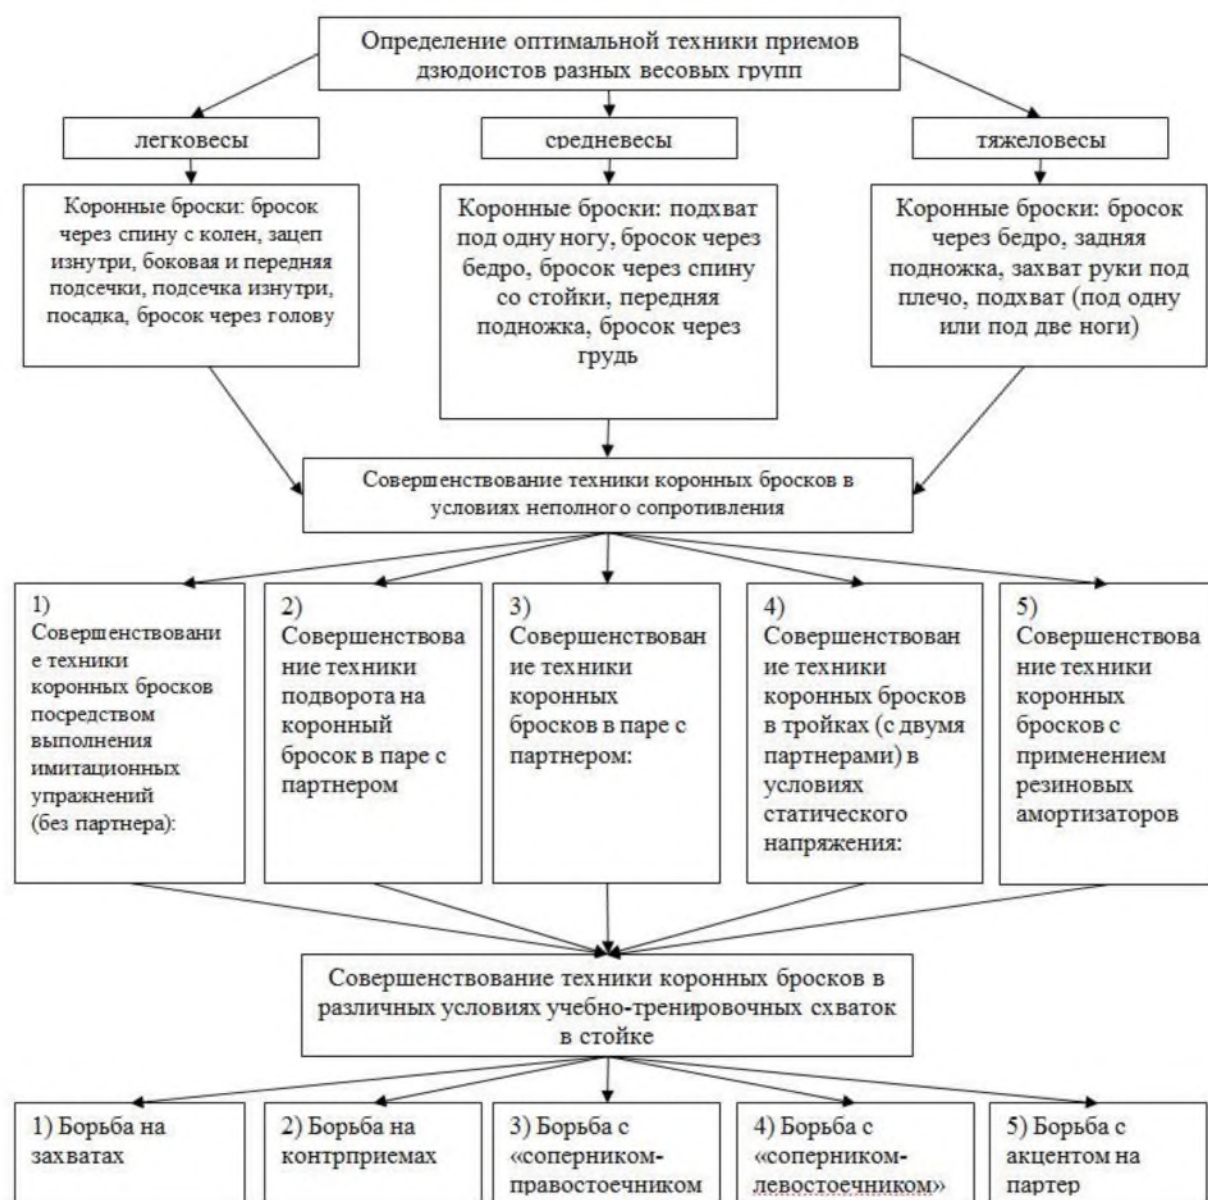 Определение оптимальной техники приемов
дзюдоистов разных весовых групп
легковесы
средневесы
тяжеловесы
Коронные броски: бросок
через спину с колен, зацеп
изнутри, боковая и передняя
подсечки, подсечка изнутри,
посадка, бросок через голову
Коронные броски: подхват
под одну ногу, бросок через
бедро, бросок через спину
со стойки, передняя
подножка, бросок через
грудь
Коронные броски: бросок
через бедро, задняя
подножка, захват руки под
плечо, подхват (под одну
или под две ноги)
Совершенствование техники коронных бросков в
условиях неполного сопротивления
1)
Совершенствовани
е техники
коронных бросков
посредством
выполнения
имитационных
упражнений
(без партнера):
2)
Совершенствова
ние техники
подворота на
коронный
бросок в паре с
партнером
3)
Совершенствован
ие техники
коронных
бросков в паре с
партнером:
4)
Совершенствован
ие техники
коронных бросков
в тройках (с двумя
партнерами) в
условиях
статического
напряжения:
5)
Совершенствова
ние техники
коронных
бросков с
применением
резиновых
амортизаторов
Совершенствование техники коронных бросков в
различных условиях учебно-тренировочных схваток
в стойке
1) Борьба на
захватах
2) Борьба на
контрприемах
3) Борьба с
«соперником-
правостоечником
4) Борьба с
«соперником-
левостоечником»
5) Борьба с
акцентом на
партер